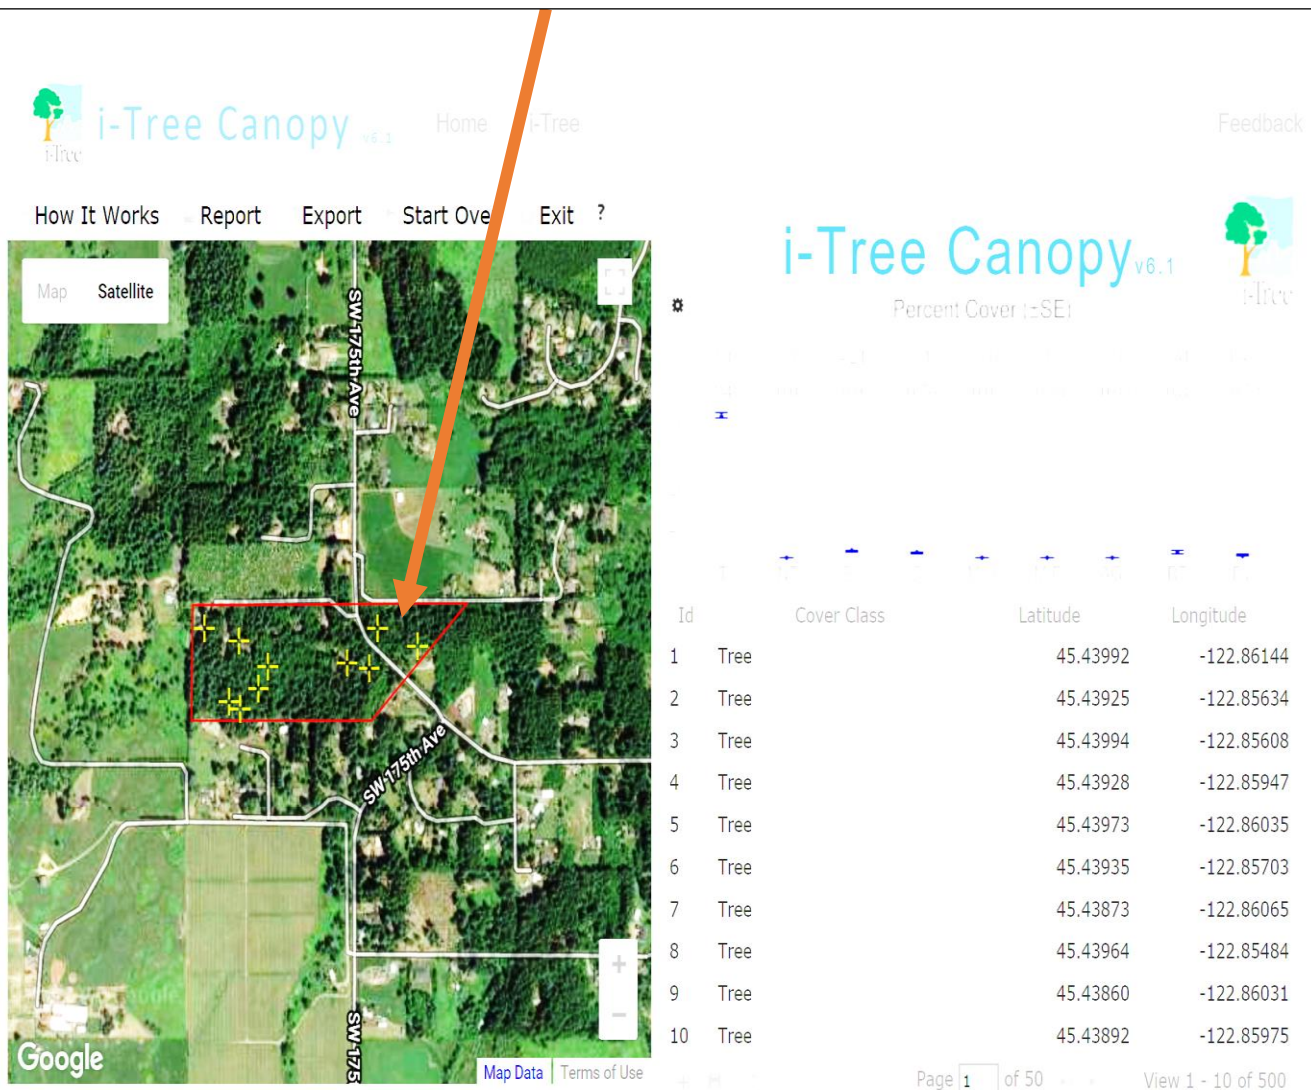 i-Tree
i-Tree Canopy v6.1
Home
i-Tree
Feedback
How It Works
Report
Export
Start Ove
Exit
?
Map
Satellite
SW-175th Ave
SW-175th Ave
SW-175
Google
Map Data
Terms of Use
i-Tree Canopy v6.1
i-Tree
Percent Cover (±SE)
Id Cover Class Latitude Longitude
1 Tree 45.43992 -122.86144
2 Tree 45.43925 -122.85634
3 Tree 45.43994 -122.85608
4 Tree 45.43928 -122.85947
5 Tree 45.43973 -122.86035
6 Tree 45.43935 -122.85703
7 Tree 45.43873 -122.86065
8 Tree 45.43964 -122.85484
9 Tree 45.43860 -122.86031
10 Tree 45.43892 -122.85975
Page 1 of 50
View 1 - 10 of 500